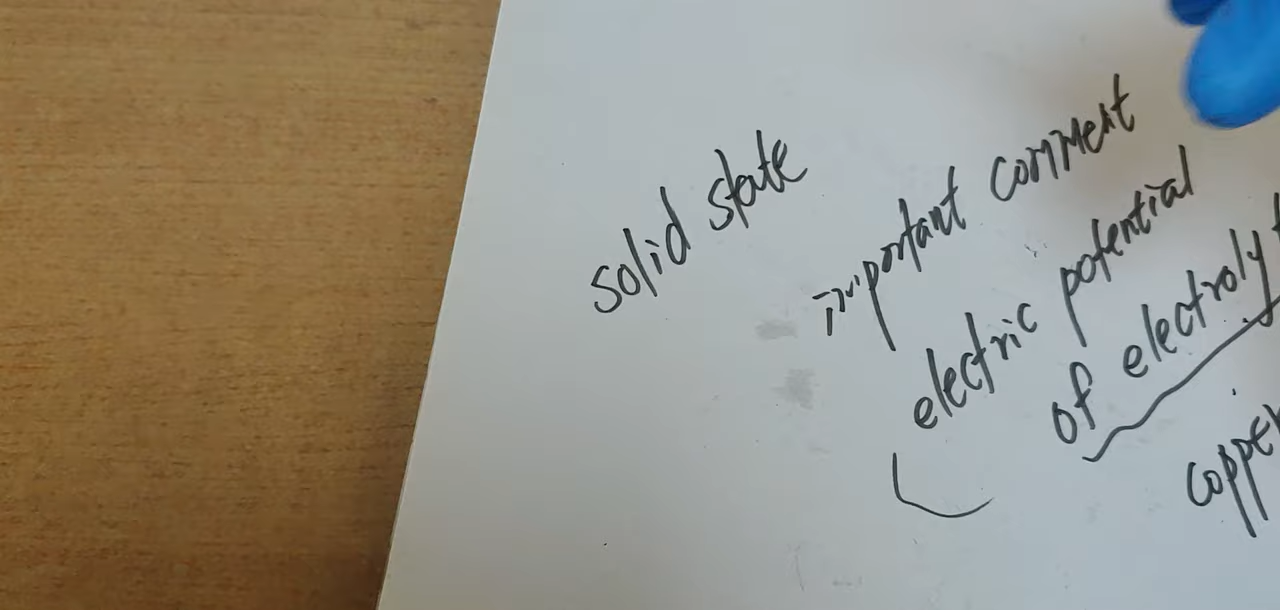 solid state
important comment
electric potential
of electroly
copper